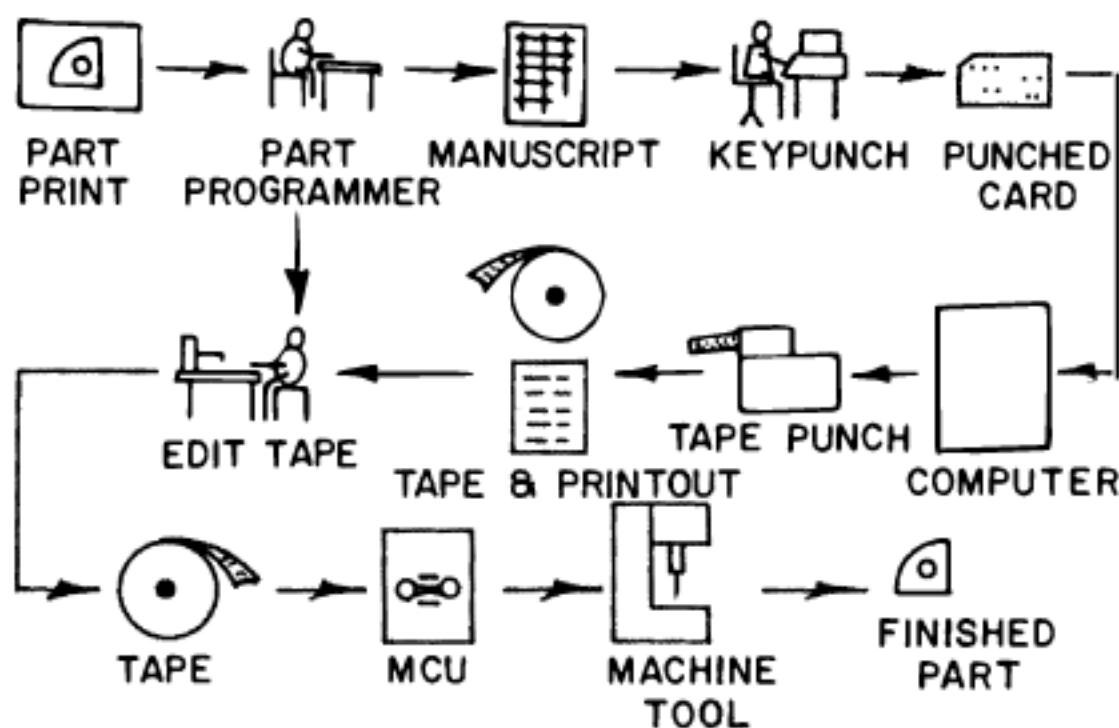 PART
PRINT
PART
PROGRAMMER
MANUSCRIPT
KEYPUNCH
PUNCHED
CARD
EDIT TAPE
TAPE & PRINTOUT
TAPE PUNCH
COMPUTER
TAPE
MCU
MACHINE
TOOL
FINISHED
PART